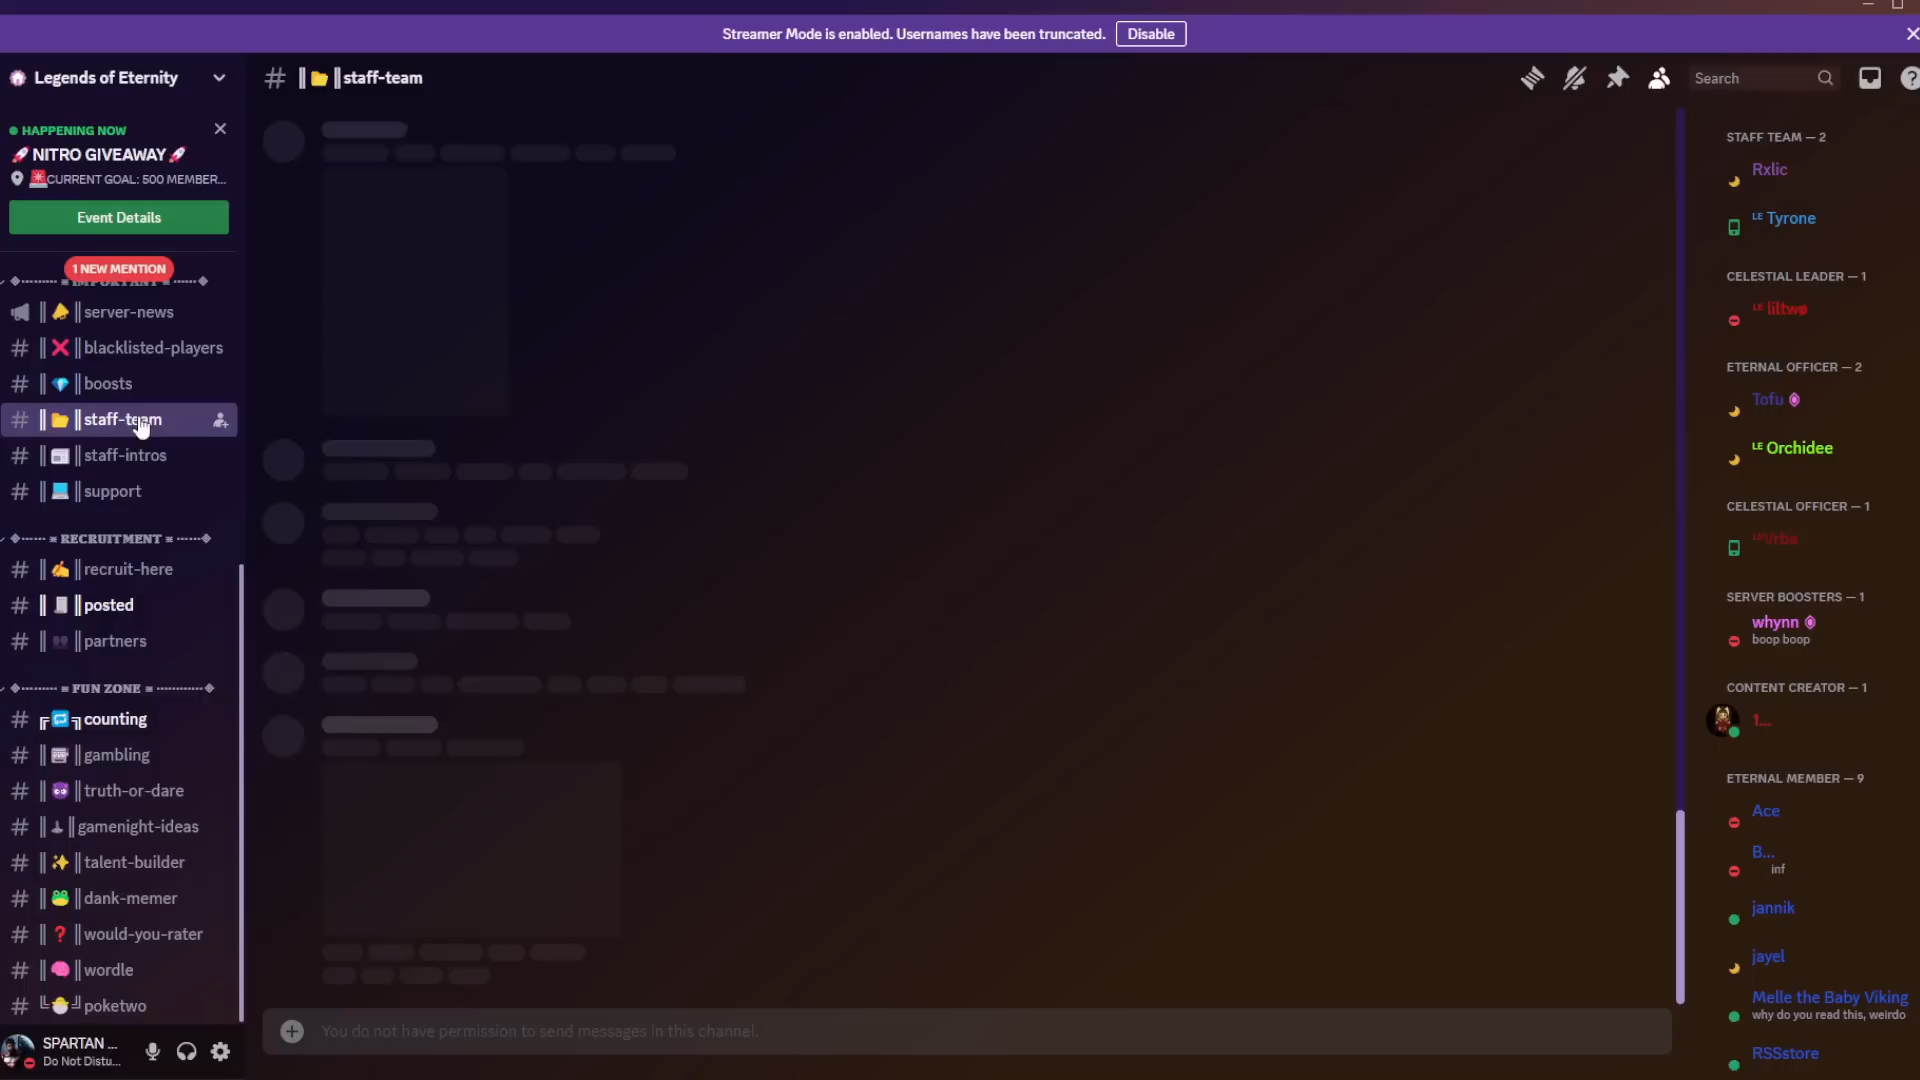 Streamer Mode is enabled. Usernames have been truncated. Disable
Legends of Eternity
HAPPENING NOW
NITRO GIVEAWAY
CURRENT GOAL: 500 MEMBER...
Event Details
1 NEW MENTION
IMPORTANT
server-news
blacklisted-players
boosts
staff-team
staff-intros
support
RECRUITMENT
recruit-here
posted
partners
FUN ZONE
counting
gambling
truth-or-dare
gamenight-ideas
talent-builder
dank-memer
would-you-rater
wordle
poketwo
SPARTAN ...
Do Not Distu...
staff-team
Search
You do not have permission to send messages in this channel.
STAFF TEAM — 2
Rxlic
LE Tyrone
CELESTIAL LEADER — 1
LE liltwo
ETERNAL OFFICER — 2
Tofu
LE Orchidee
CELESTIAL OFFICER — 1
SERVER BOOSTERS — 1
whynn
boop boop
CONTENT CREATOR — 1
1...
ETERNAL MEMBER — 9
Ace
B...
inf
jannik
jayel
Melle the Baby Viking
why do you read this, weirdo
RSSstore